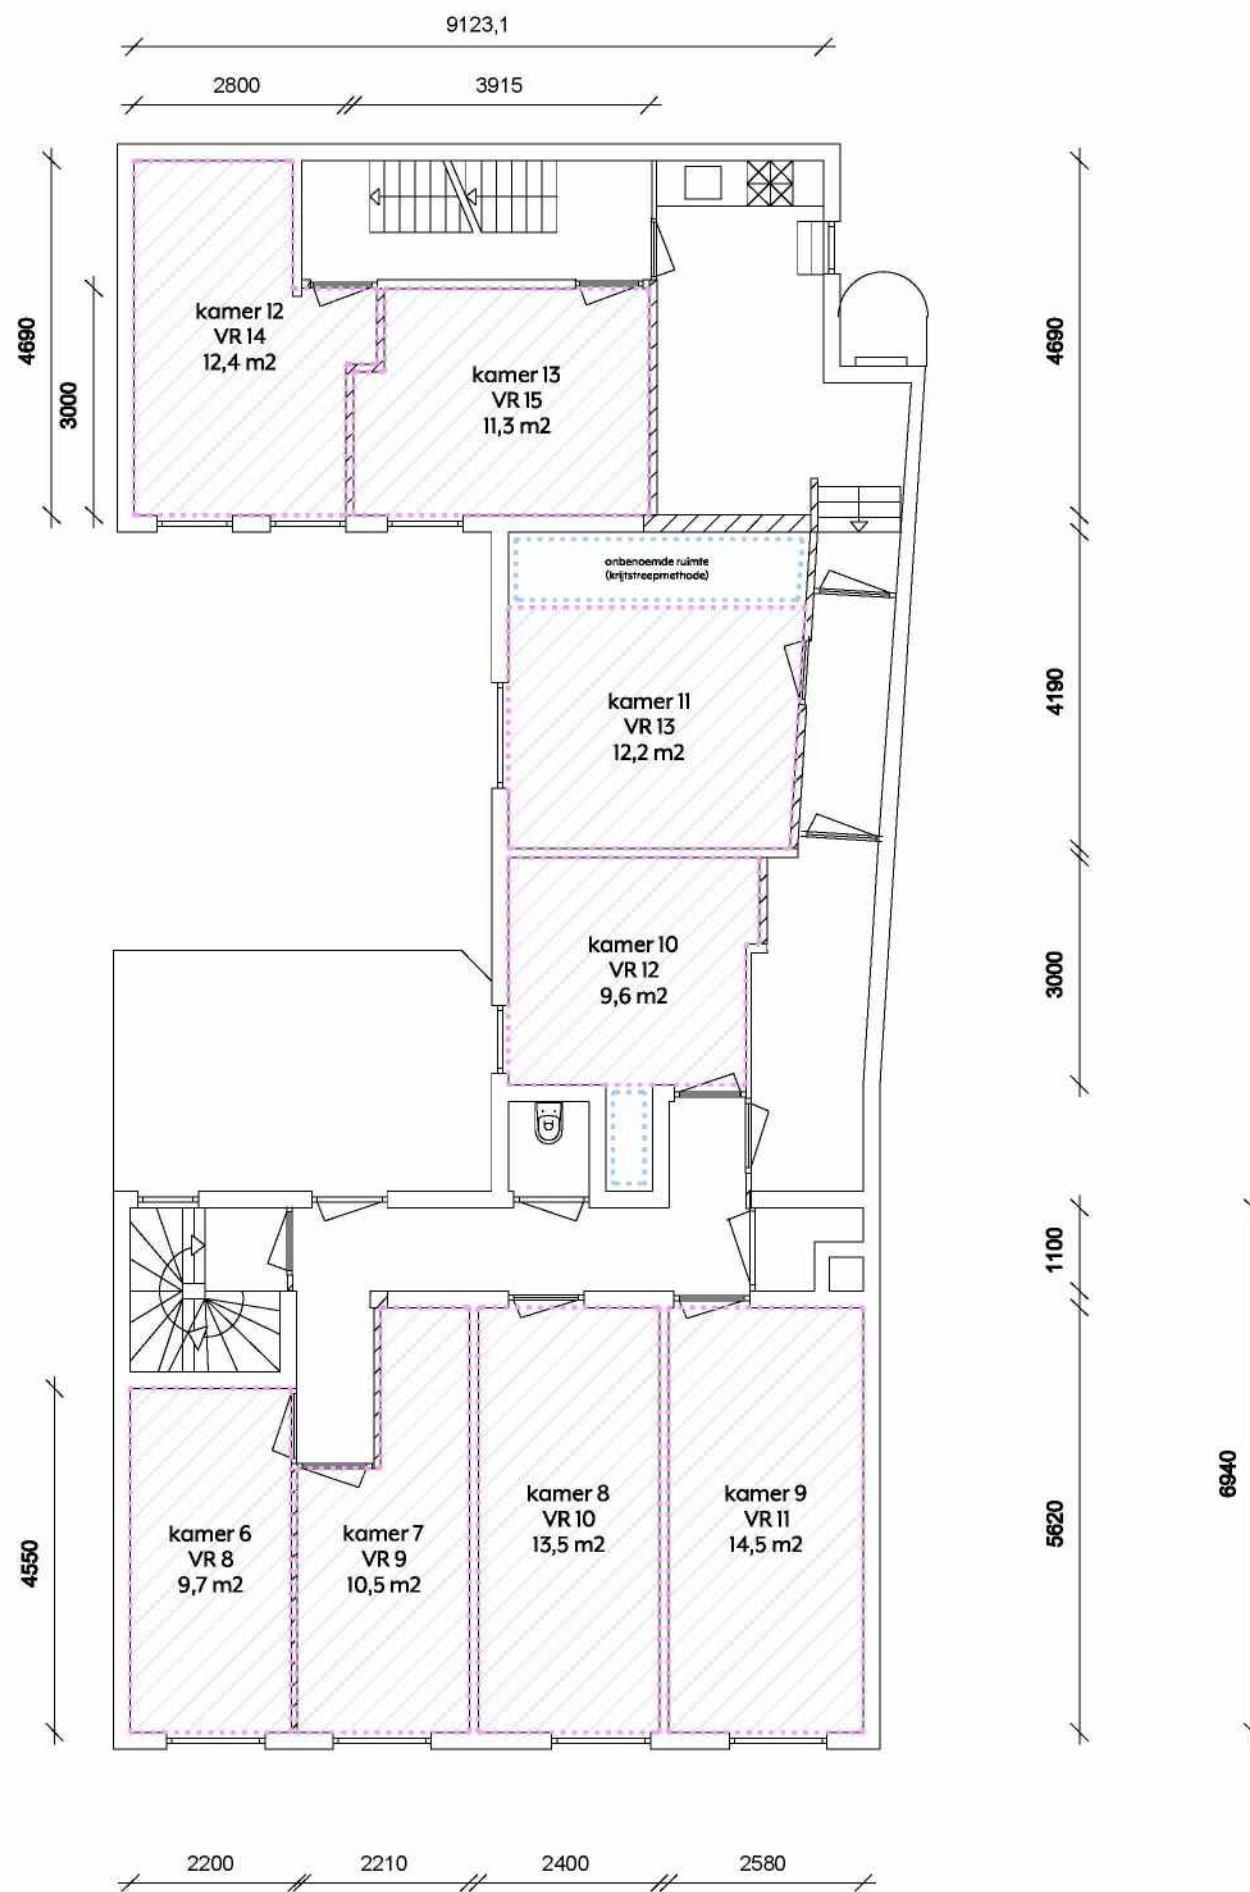 9123,1
2800
3915
4690
3000
4690
kamer 12
VR 14
12,4 m2
kamer 13
VR 15
11,3 m2
onbenoemde ruimte
(krijtstreepmethode)
4190
kamer 11
VR 13
12,2 m2
kamer 10
VR 12
9,6 m2
3000
1100
6940
5620
4550
kamer 6
VR 8
9,7 m2
kamer 7
VR 9
10,5 m2
kamer 8
VR 10
13,5 m2
kamer 9
VR 11
14,5 m2
2200
2210
2400
2580